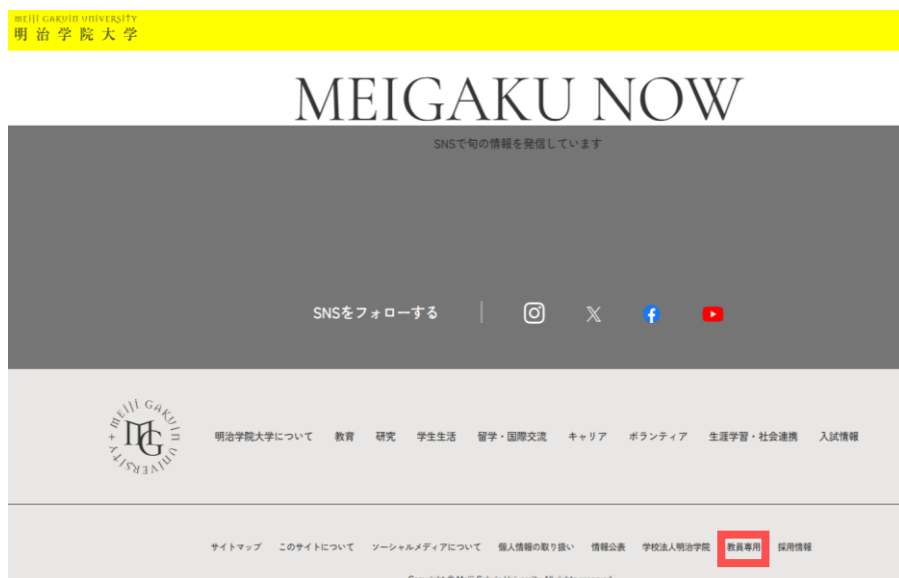 MEIJI GAKUIN UNIVERSITY
明治学院大学
MEIGAKU NOW
SNSで旬の情報を発信しています
SNSをフォローする
MEIJI GAKUIN UNIVERSITY
MG
明治学院大学について 教育 研究 学生生活 留学・国際交流 キャリア ボランティア 生涯学習・社会連携 入試情報
サイトマップ このサイトについて ソーシャルメディアについて 個人情報の取り扱い 情報公表 学校法人明治学院 教員専用 採用情報